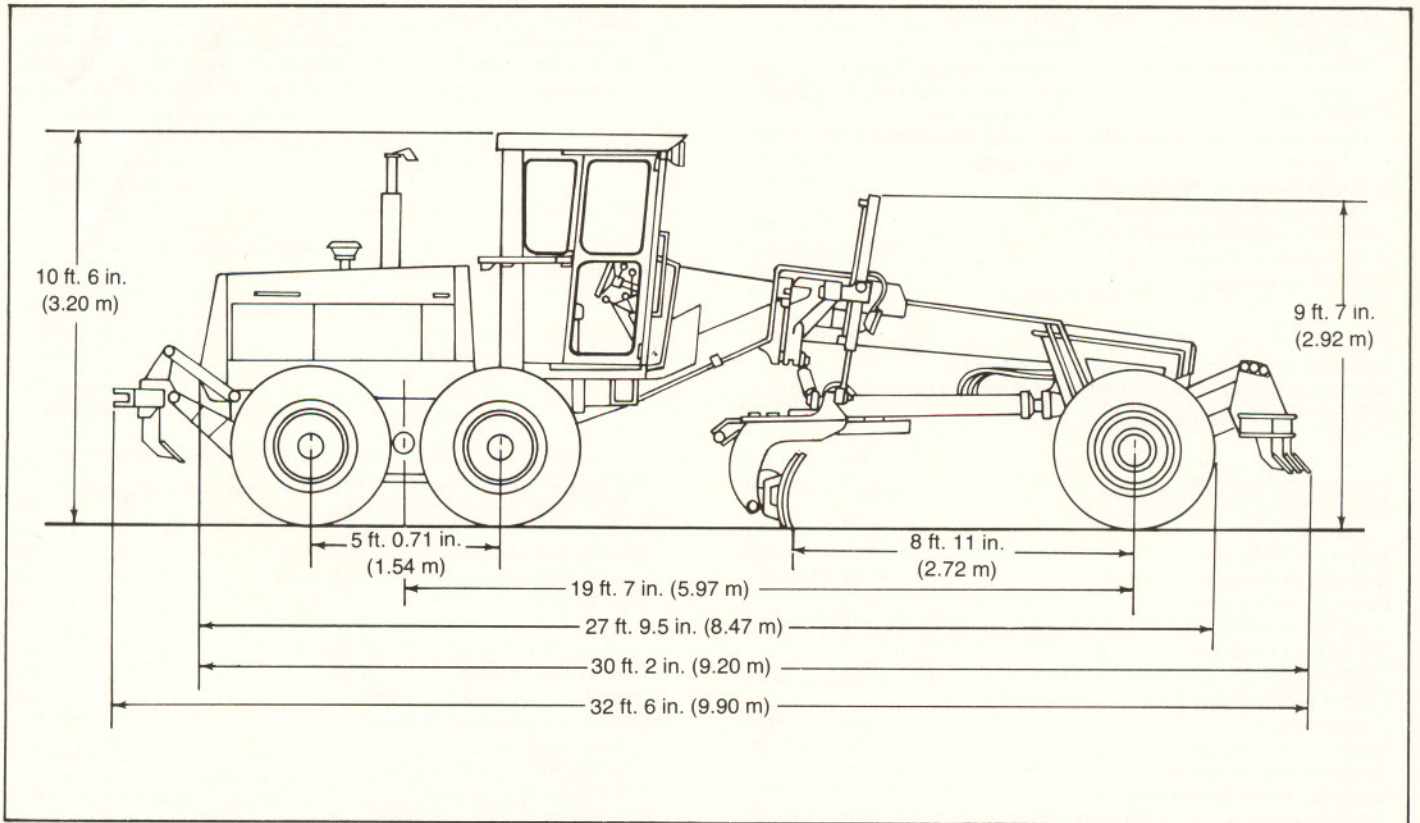 10 ft. 6 in.
(3.20 m)
9 ft. 7 in.
(2.92 m)
5 ft. 0.71 in.
(1.54 m)
8 ft. 11 in.
(2.72 m)
19 ft. 7 in. (5.97 m)
27 ft. 9.5 in. (8.47 m)
30 ft. 2 in. (9.20 m)
32 ft. 6 in. (9.90 m)